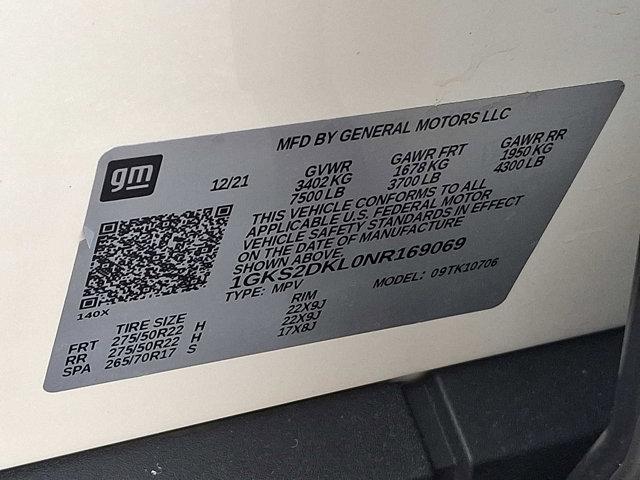 gm
MFD BY GENERAL MOTORS LLC
12/21
GVWR GAWR FRT GAWR RR
3402 KG 1678 KG 1950 KG
7500 LB 3700 LB 4300 LB
THIS VEHICLE CONFORMS TO ALL
APPLICABLE U.S. FEDERAL MOTOR
VEHICLE SAFETY STANDARDS IN EFFECT
ON THE DATE OF MANUFACTURE
SHOWN ABOVE.
1GKS2DKL0NR169069
TYPE: MPV MODEL: 09TK10706
140X
TIRE SIZE RIM
FRT 275/50R22 H 22X9J
RR 275/50R22 H 22X9J
SPA 265/70R17 S 17X8J